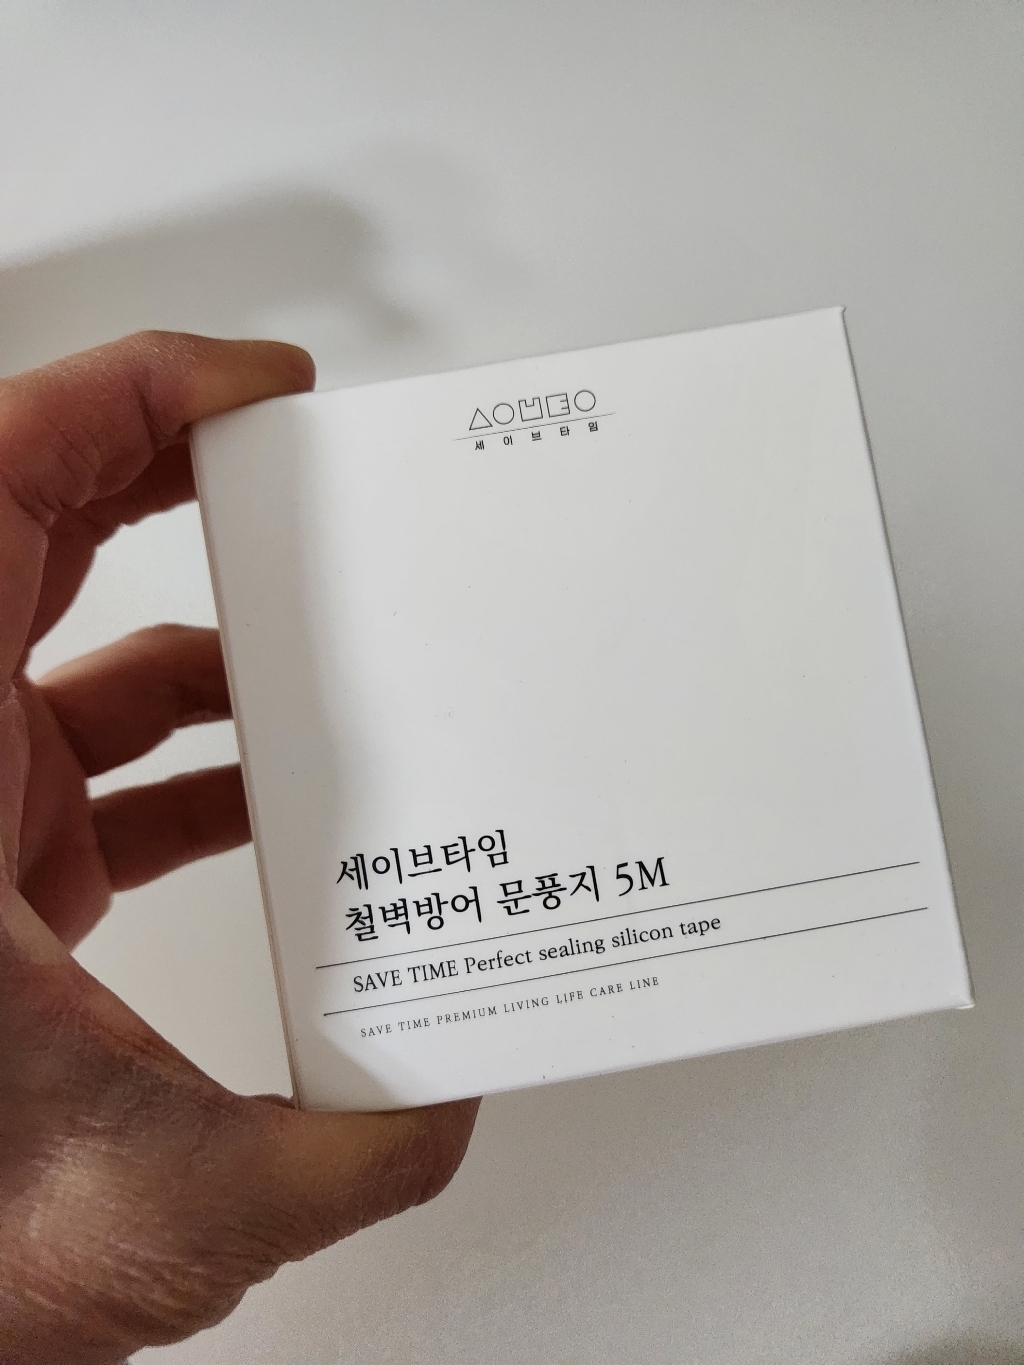 세이브타임
세이브타임
철벽방어 문풍지 5M
SAVE TIME Perfect sealing silicon tape
SAVE TIME PREMIUM LIVING LIFE CARE LINE